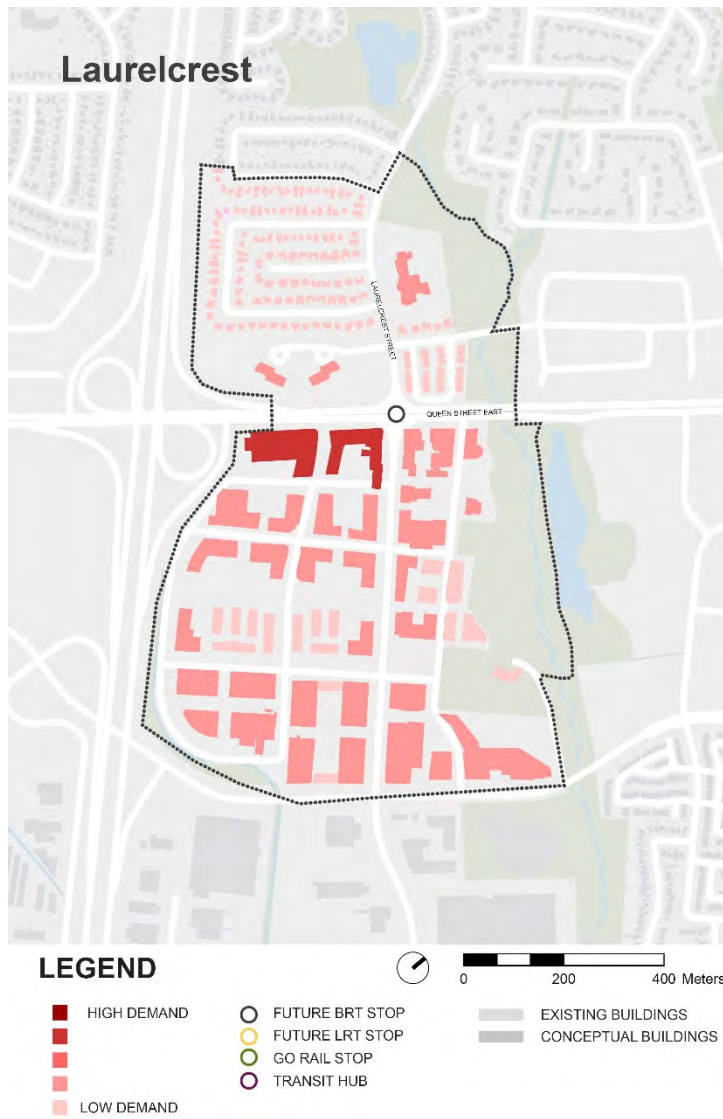 Laurelcrest
LAURELCREST STREET
QUEEN STREET EAST
LEGEND
0 200 400 Meters
HIGH DEMAND
LOW DEMAND
FUTURE BRT STOP
FUTURE LRT STOP
GO RAIL STOP
TRANSIT HUB
EXISTING BUILDINGS
CONCEPTUAL BUILDINGS